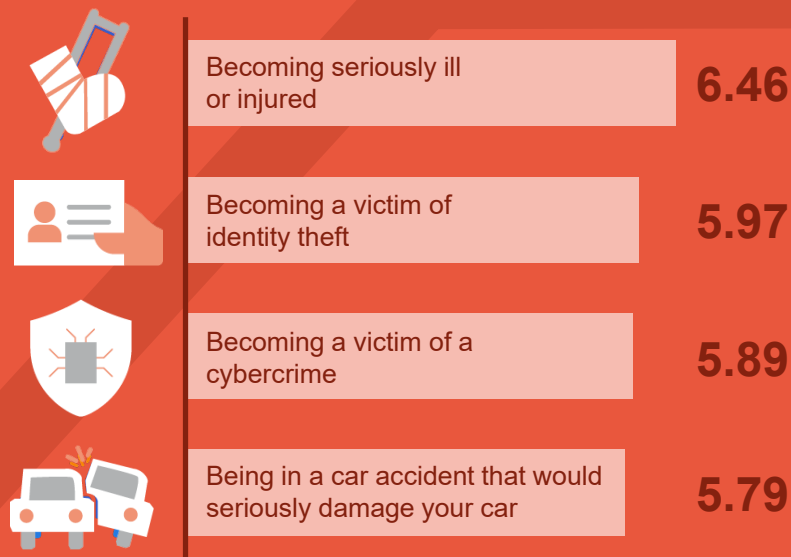 Becoming seriously ill
or injured
6.46
Becoming a victim of
identity theft
5.97
Becoming a victim of a
cybercrime
5.89
Being in a car accident that would
seriously damage your car
5.79